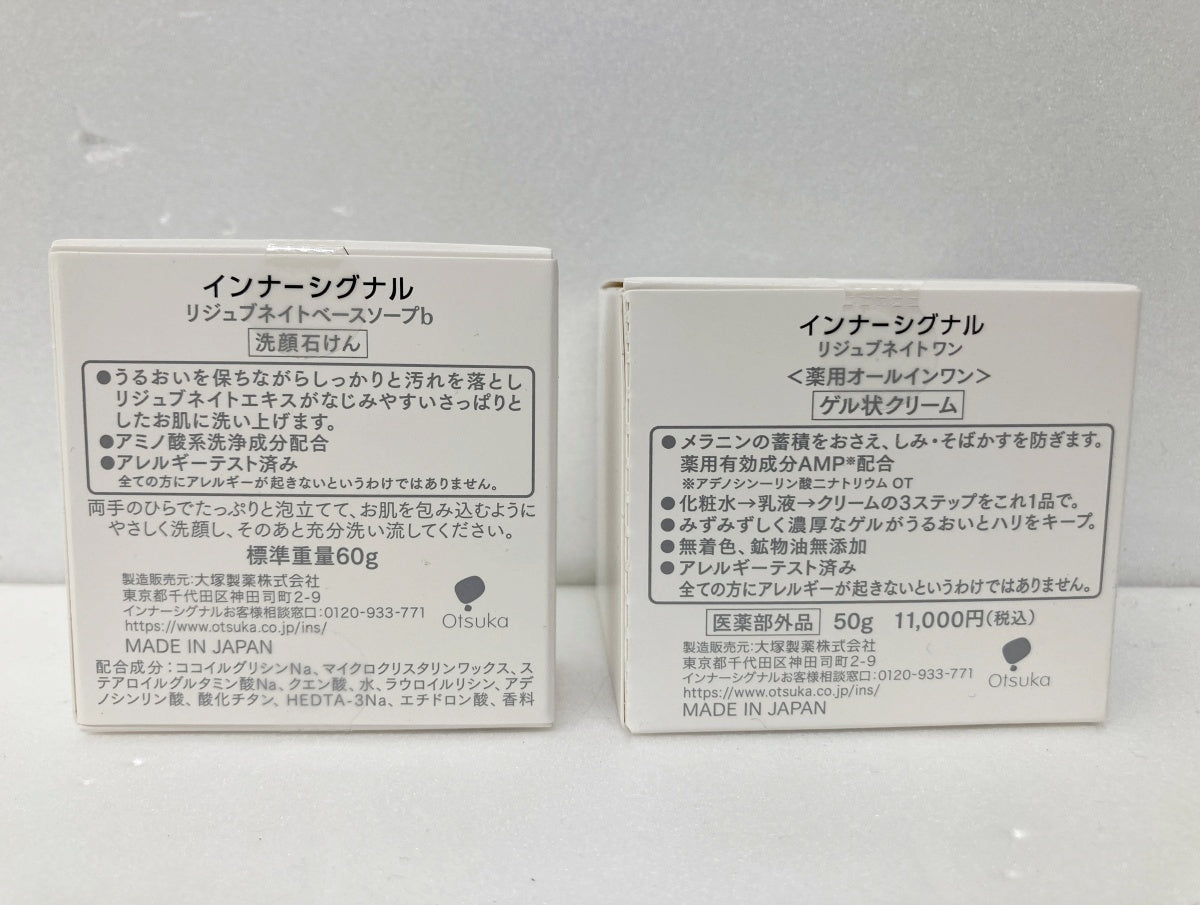 インナーシグナル
リジュブネイトベースソープb
洗顔石けん
●うるおいを保ちながらしっかりと汚れを落とし
リジュブネイトエキスがなじみやすいさっぱりと
したお肌に洗い上げます。
●アミノ酸系洗浄成分配合
●アレルギーテスト済み
全ての方にアレルギーが起きないというわけではありません。
両手のひらでたっぷりと泡立てて、お肌を包み込むように
やさしく洗顔し、そのあと充分洗い流してください。
標準重量60g
製造販売元:大塚製薬株式会社
東京都千代田区神田司町2-9
インナーシグナルお客様相談窓口:0120-933-771
https://www.otsuka.co.jp/ins/
Otsuka
MADE IN JAPAN
配合成分:ココイルグリシンNa、マイクロクリスタリンワックス、ス
テアロイルグルタミン酸Na、クエン酸、水、ラウロイルリシン、アデ
ノシンリン酸、酸化チタン、HEDTA-3Na、エチドロン酸、香料
インナーシグナル
リジュブネイトワン
<薬用オールインワン>
ゲル状クリーム
●メラニンの蓄積をおさえ、しみ・そばかすを防ぎます。
薬用有効成分AMP※配合
※アデノシン一リン酸二ナトリウム OT
●化粧水→乳液→クリームの3ステップをこれ1品で。
●みずみずしく濃厚なゲルがうるおいとハリをキープ。
●無着色、鉱物油無添加
●アレルギーテスト済み
全ての方にアレルギーが起きないというわけではありません。
医薬部外品 50g 11,000円(税込)
製造販売元:大塚製薬株式会社
東京都千代田区神田司町2-9
インナーシグナルお客様相談窓口:0120-933-771
https://www.otsuka.co.jp/ins/
Otsuka
MADE IN JAPAN